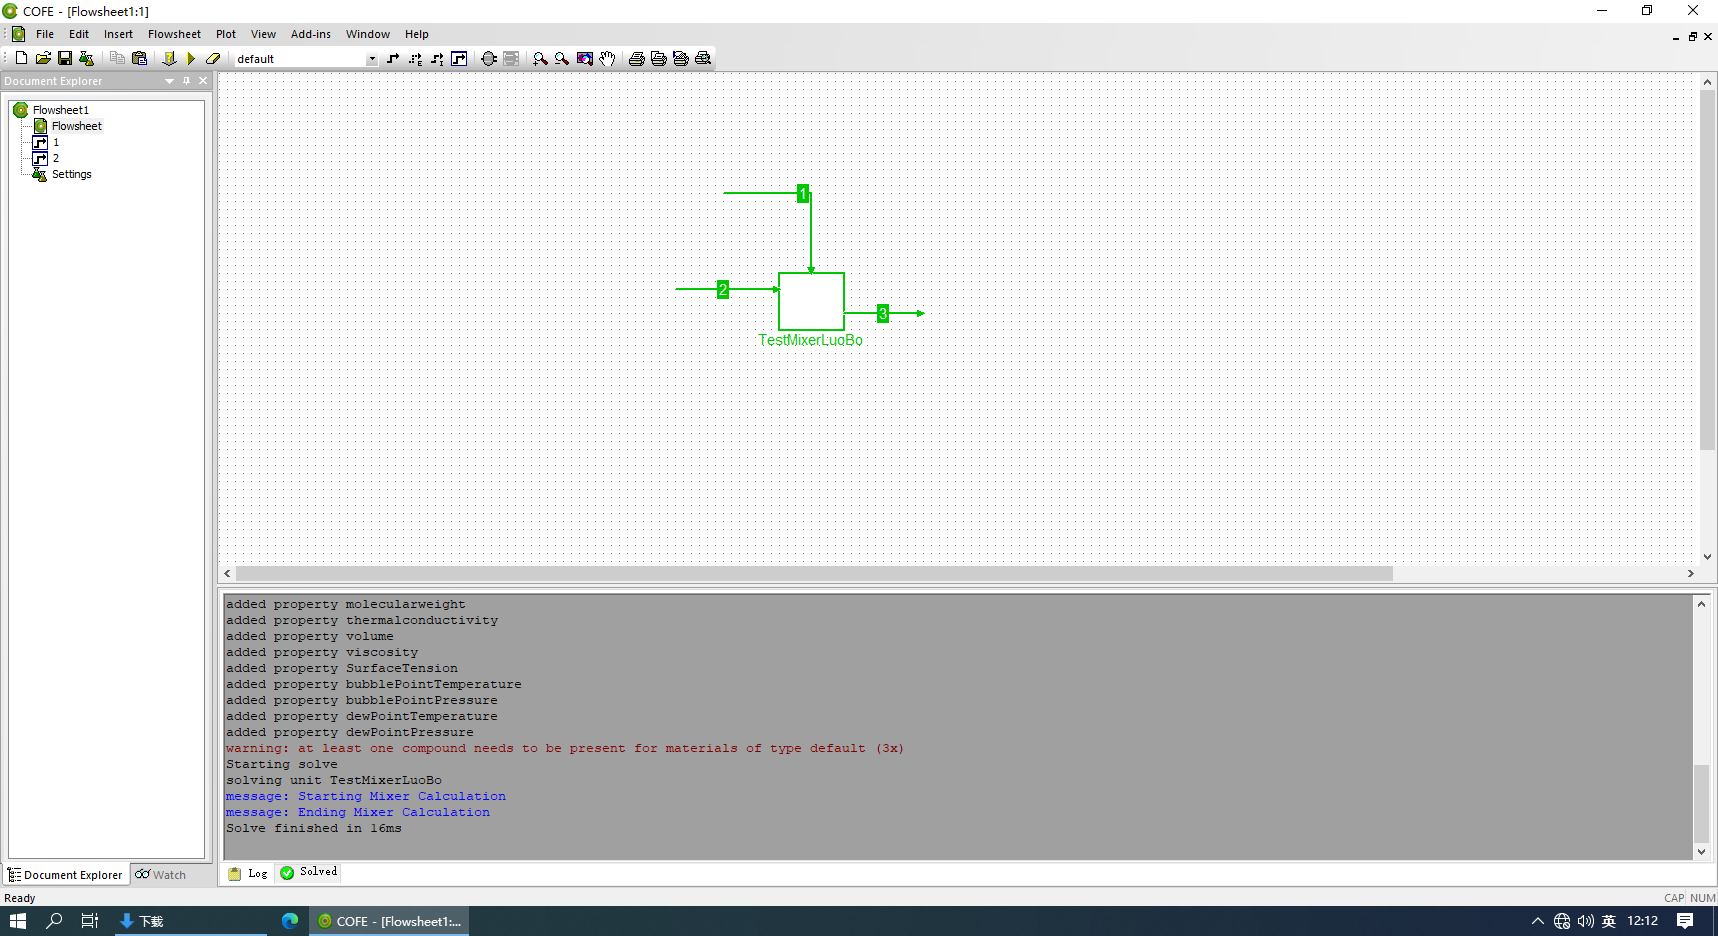 COFE - [Flowsheet1:1]
File Edit Insert Flowsheet Plot View Add-ins Window Help
default
Document Explorer
Flowsheet1
Flowsheet
1
2
Settings
1
2
3
TestMixerLuoBo
added property molecularweight
added property thermalconductivity
added property volume
added property viscosity
added property SurfaceTension
added property bubblePointTemperature
added property bubblePointPressure
added property dewPointTemperature
added property dewPointPressure
warning: at least one compound needs to be present for materials of type default (3x)
Starting solve
solving unit TestMixerLuoBo
message: Starting Mixer Calculation
message: Ending Mixer Calculation
Solve finished in 16ms
Document Explorer Watch
Log Solved
Ready
CAP NUM
下载
COFE - [Flowsheet1:...
英 12:12